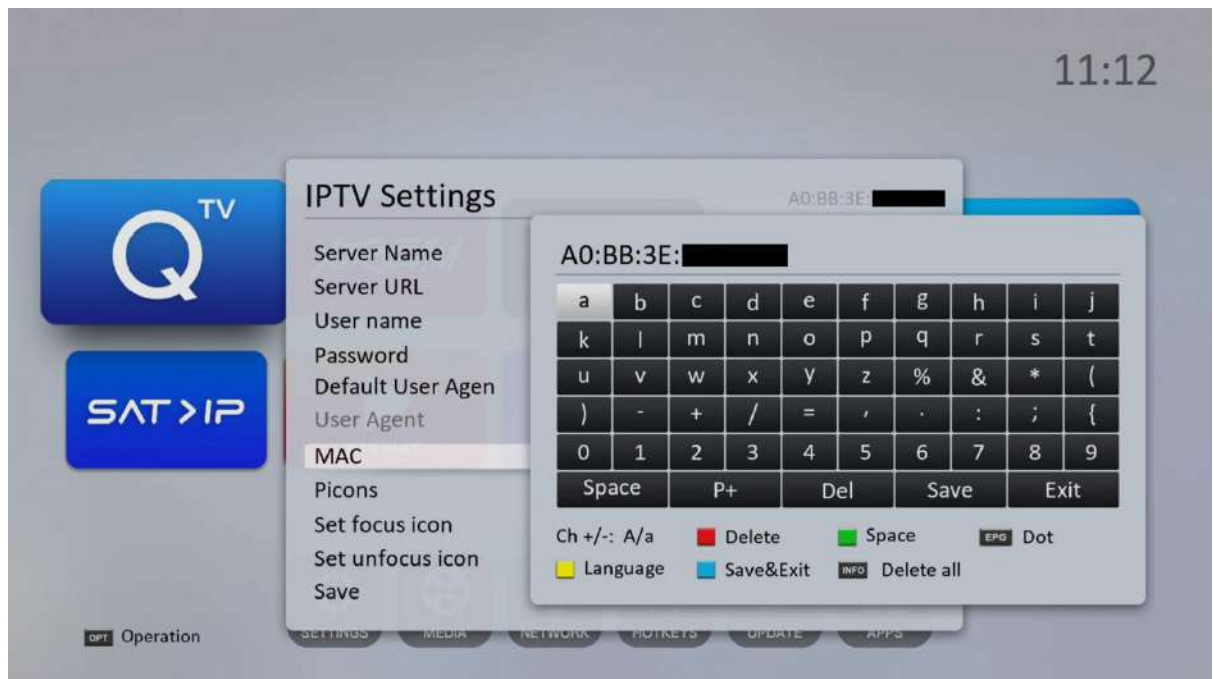 11:12
Q TV
SAT>IP
IPTV Settings
A0:BB:3E:
Server Name
Server URL
User name
Password
Default User Agen
User Agent
MAC
Picons
Set focus icon
Set unfocus icon
Save
A0:BB:3E:
a b c d e f g h i j
k l m n o p q r s t
u v w x y z % & * (
) - + / = , . : ; {
0 1 2 3 4 5 6 7 8 9
Space P+ Del Save Exit
Ch +/-: A/a Delete Space EPG Dot
Language Save&Exit INFO Delete all
OPT Operation
SETTINGS MEDIA NETWORK HOTKEYS UPDATE APPS